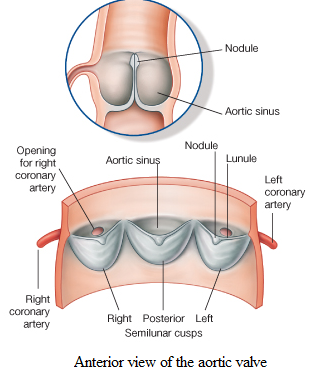 Nodule
Aortic sinus
Opening
for right
coronary
artery
Aortic sinus
Nodule
Lunule
Left
coronary
artery
Right
coronary
artery
Right Posterior Left
Semilunar cusps
Anterior view of the aortic valve